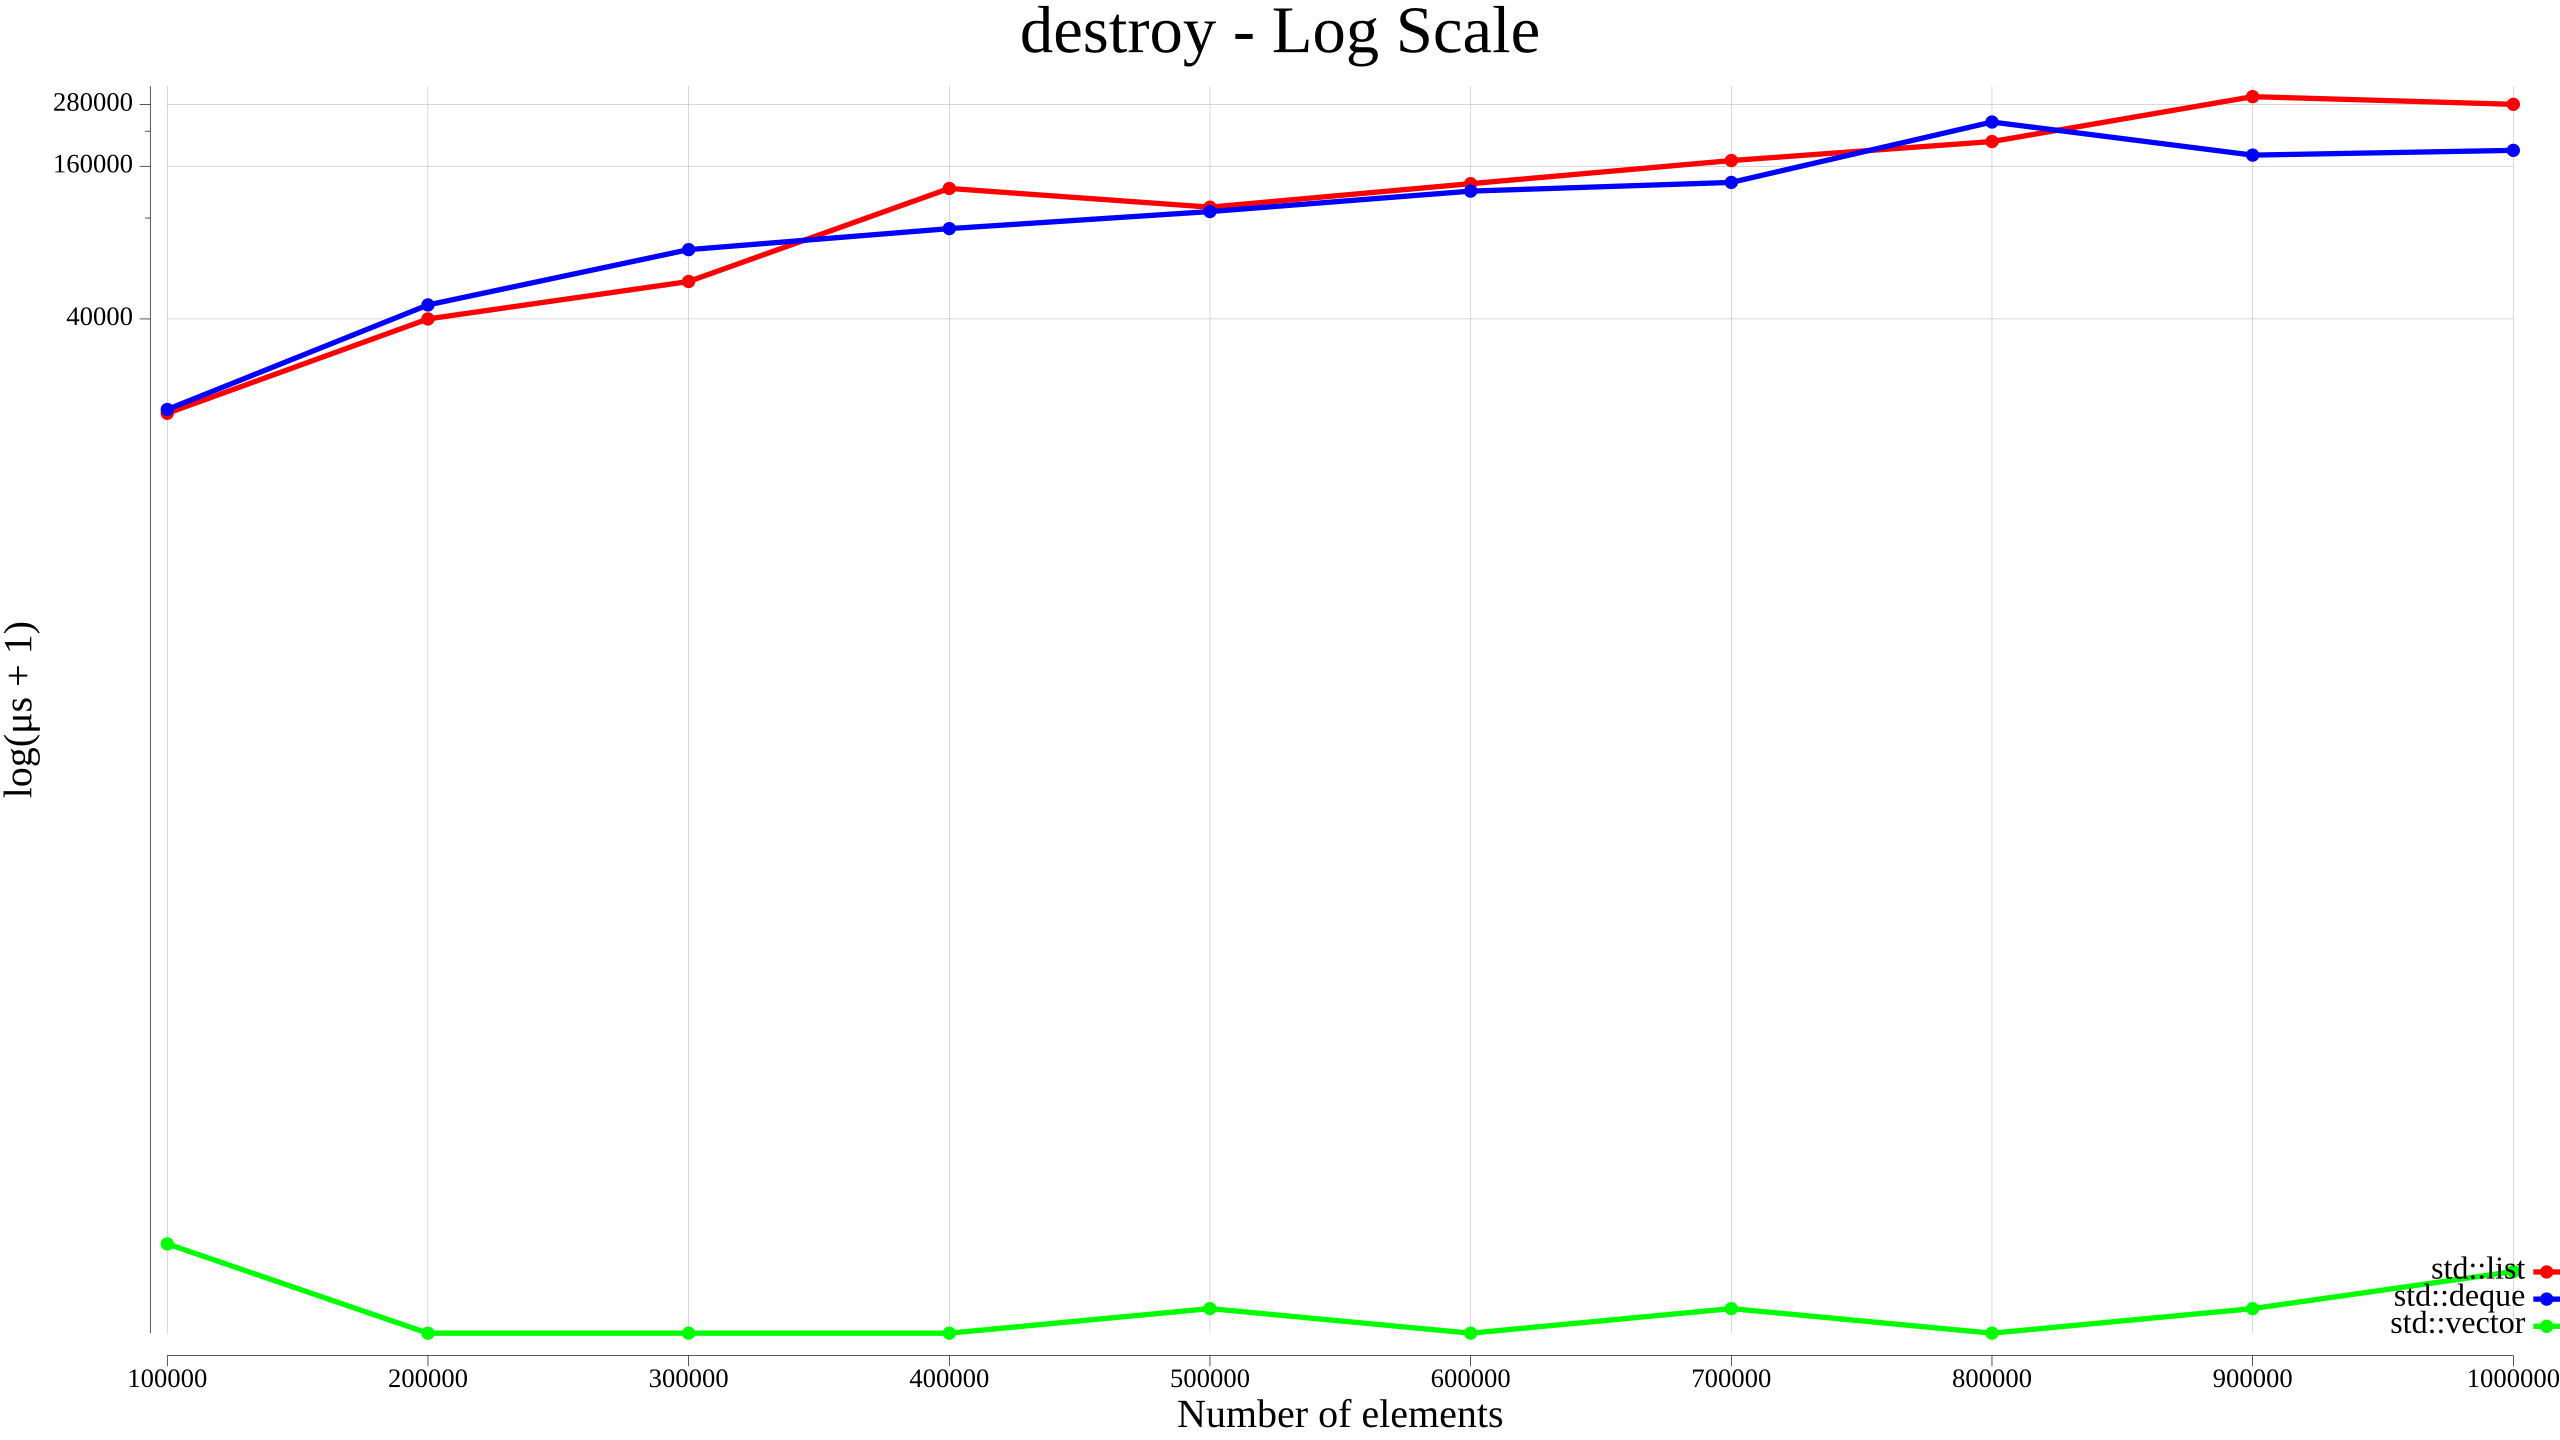 destroy - Log Scale
280000
160000
40000
log(μs + 1)
std::list
std::deque
std::vector
100000 200000 300000 400000 500000 600000 700000 800000 900000 1000000
Number of elements